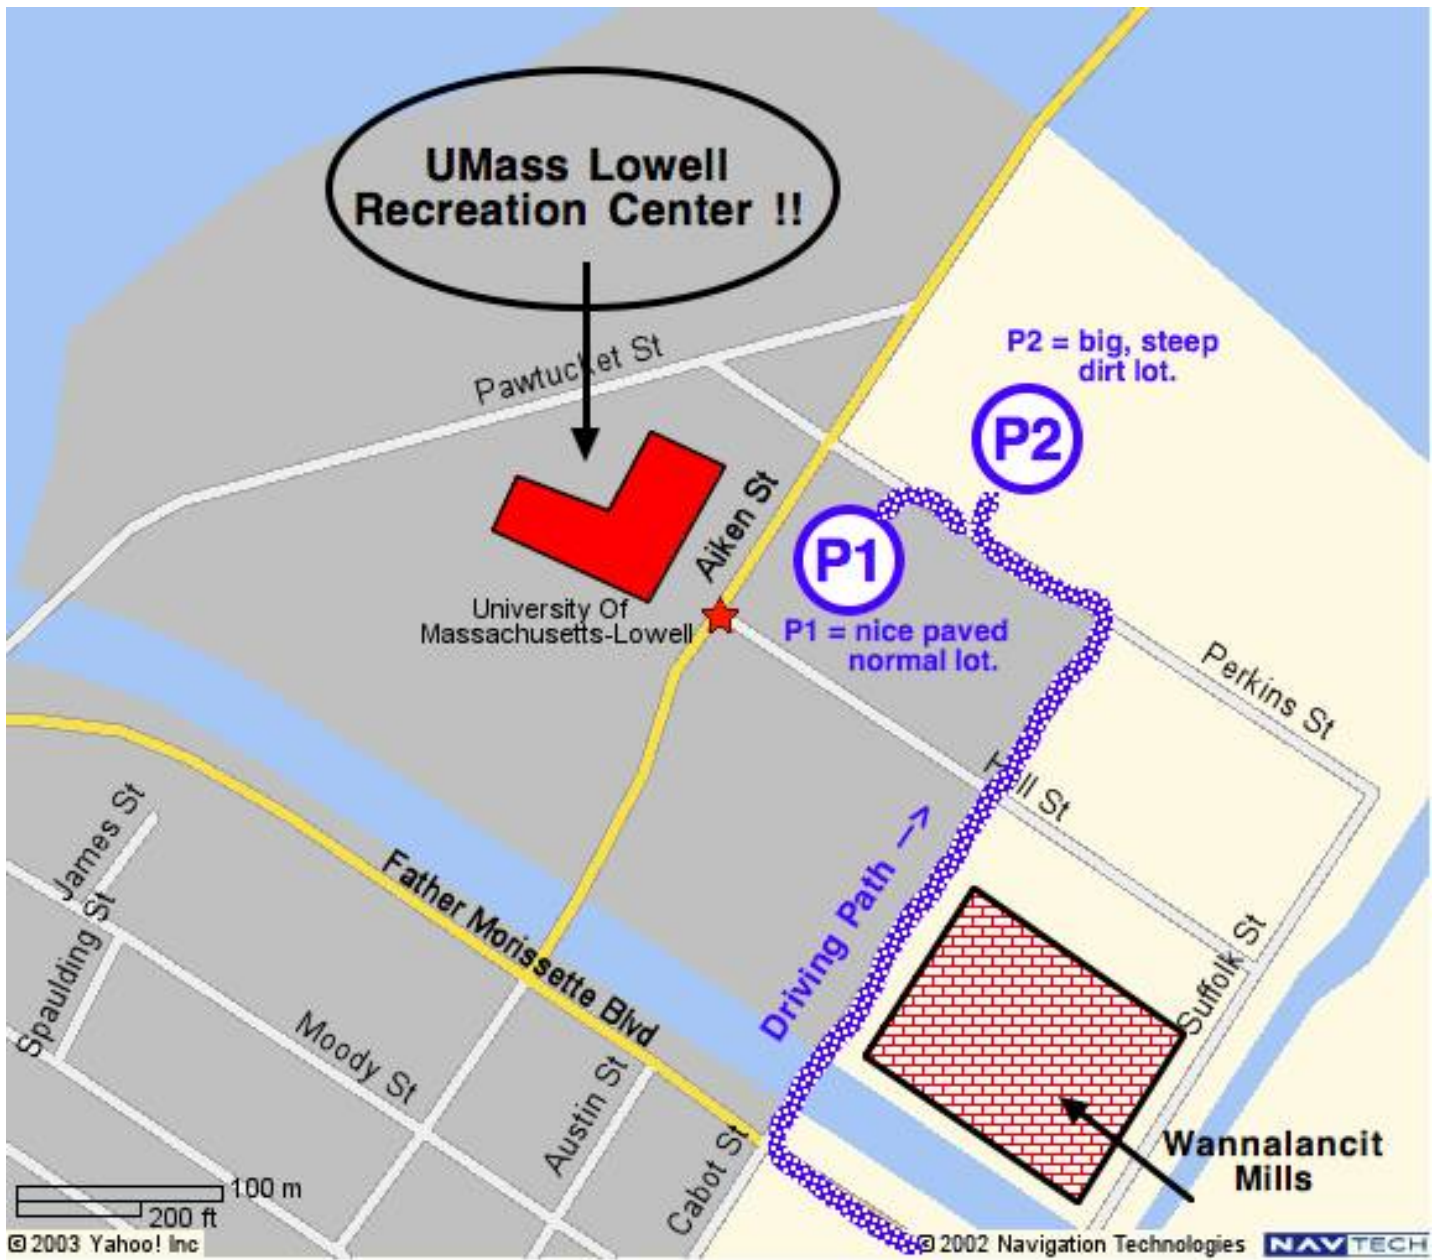 UMass Lowell
Recreation Center !!
Pawtucket St
P2 = big, steep
dirt lot.
P2
Aiken St
P1
University Of
Massachusetts-Lowell
P1 = nice paved
normal lot.
Perkins St
Hall St
James St
Father Morissette Blvd
Driving Path -->
Spaulding St
Suffolk St
Moody St
Austin St
Cabot St
Wannalancit
Mills
100 m
200 ft
© 2003 Yahoo! Inc
© 2002 Navigation Technologies NAVTECH